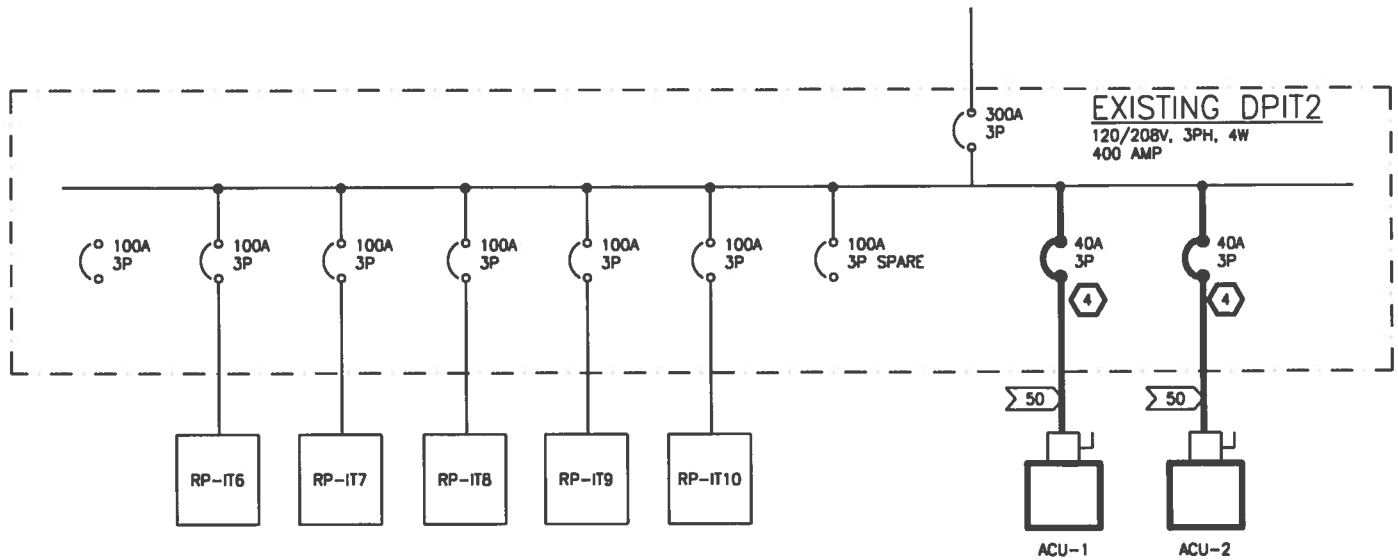 300A
3P
EXISTING DPIT2
120/208V, 3PH, 4W
400 AMP
100A
3P
100A
3P
100A
3P
100A
3P
100A
3P
100A
3P
100A
3P SPARE
40A
3P
40A
3P
4
4
50
50
RP-IT6
RP-IT7
RP-IT8
RP-IT9
RP-IT10
ACU-1
ACU-2